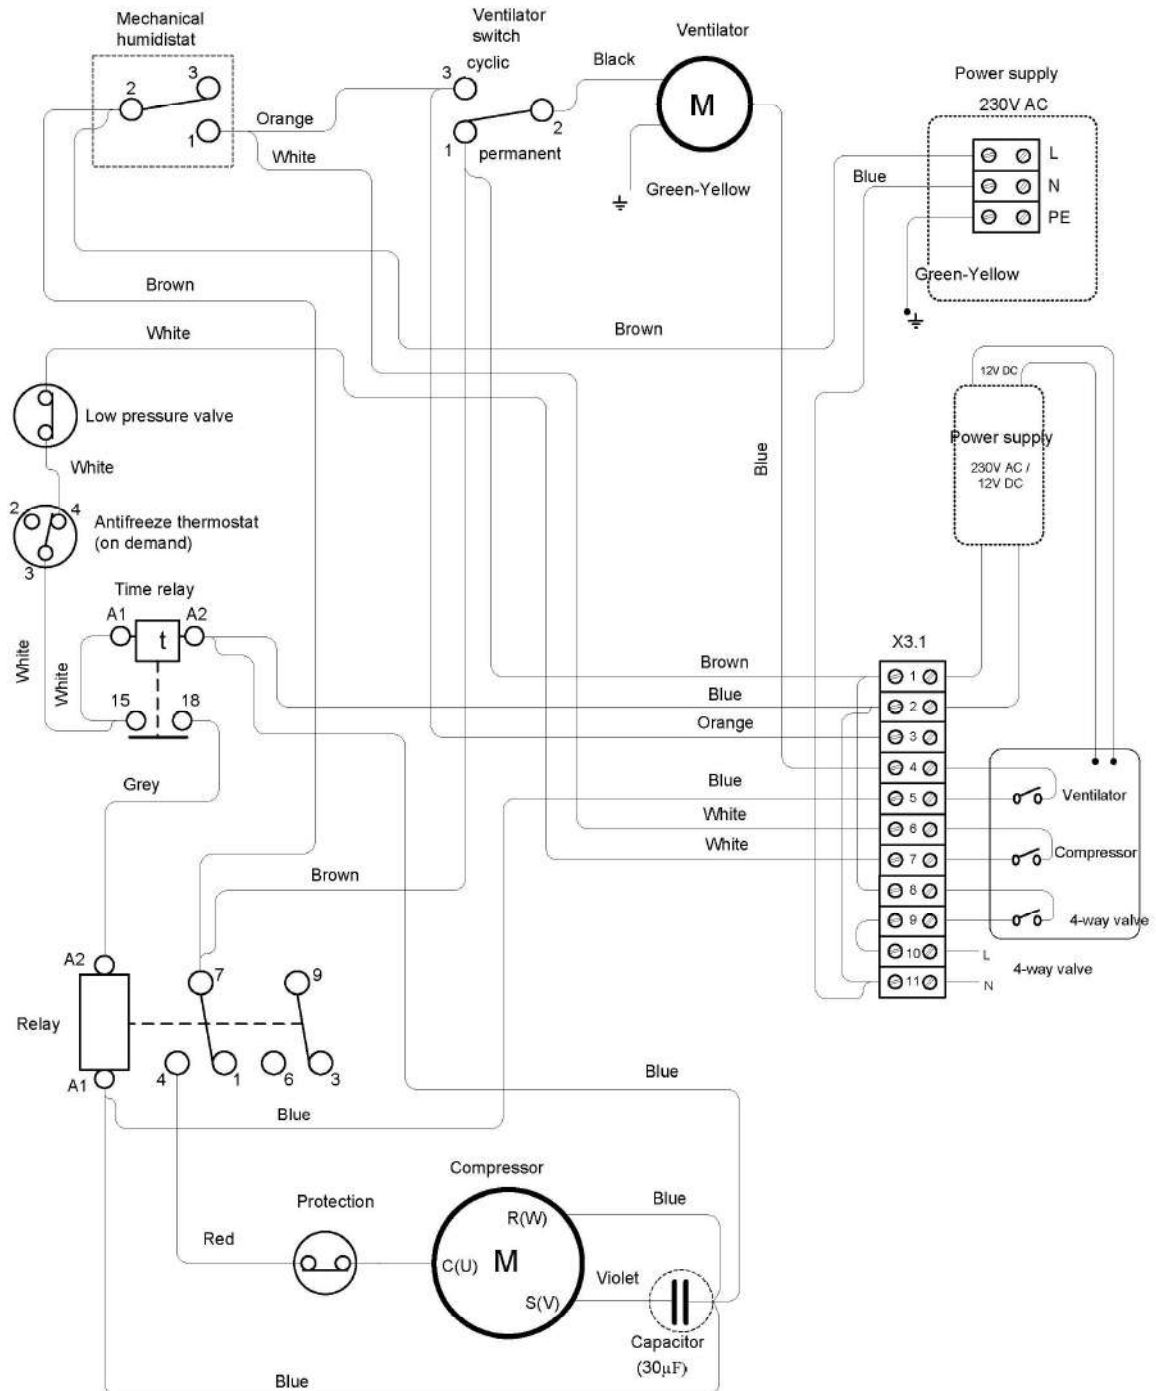 Mechanical
humidistat
3
2
1
Orange
White
Ventilator
switch
cyclic
3
2
1
permanent
Black
Ventilator
M
Green-Yellow
Power supply
230V AC
L
N
PE
Blue
Green-Yellow
Brown
White
Brown
Low pressure valve
White
2
4
Antifreeze thermostat
(on demand)
3
Blue
12V DC
Power supply
230V AC /
12V DC
Time relay
A1
A2
t
White
White
15
18
Grey
X3.1
Brown
1
Blue
2
Orange
3
4
Blue
5
White
6
White
7
8
9
10
11
L
N
Ventilator
Compressor
4-way valve
4-way valve
Brown
A2
7
9
Relay
A1
4
1
6
3
Blue
Blue
Compressor
Protection
Red
R(W)
C(U)
M
S(V)
Blue
Violet
Capacitor
(30µF)
Blue